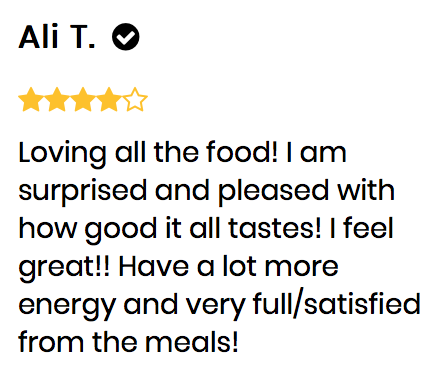 Ali T.
Loving all the food! I am
surprised and pleased with
how good it all tastes! I feel
great!! Have a lot more
energy and very full/satisfied
from the meals!